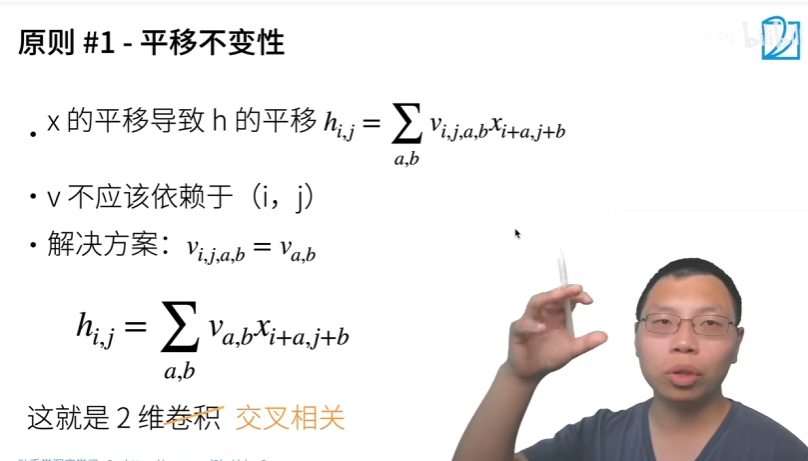 原则 #1 - 平移不变性
• x 的平移导致 h 的平移 h_{i,j} = ∑_{a,b} v_{i,j,a,b}x_{i+a,j+b}
• v 不应该依赖于（i，j）
• 解决方案：v_{i,j,a,b} = v_{a,b}
h_{i,j} = ∑_{a,b} v_{a,b}x_{i+a,j+b}
这就是 2 维卷积 交叉相关